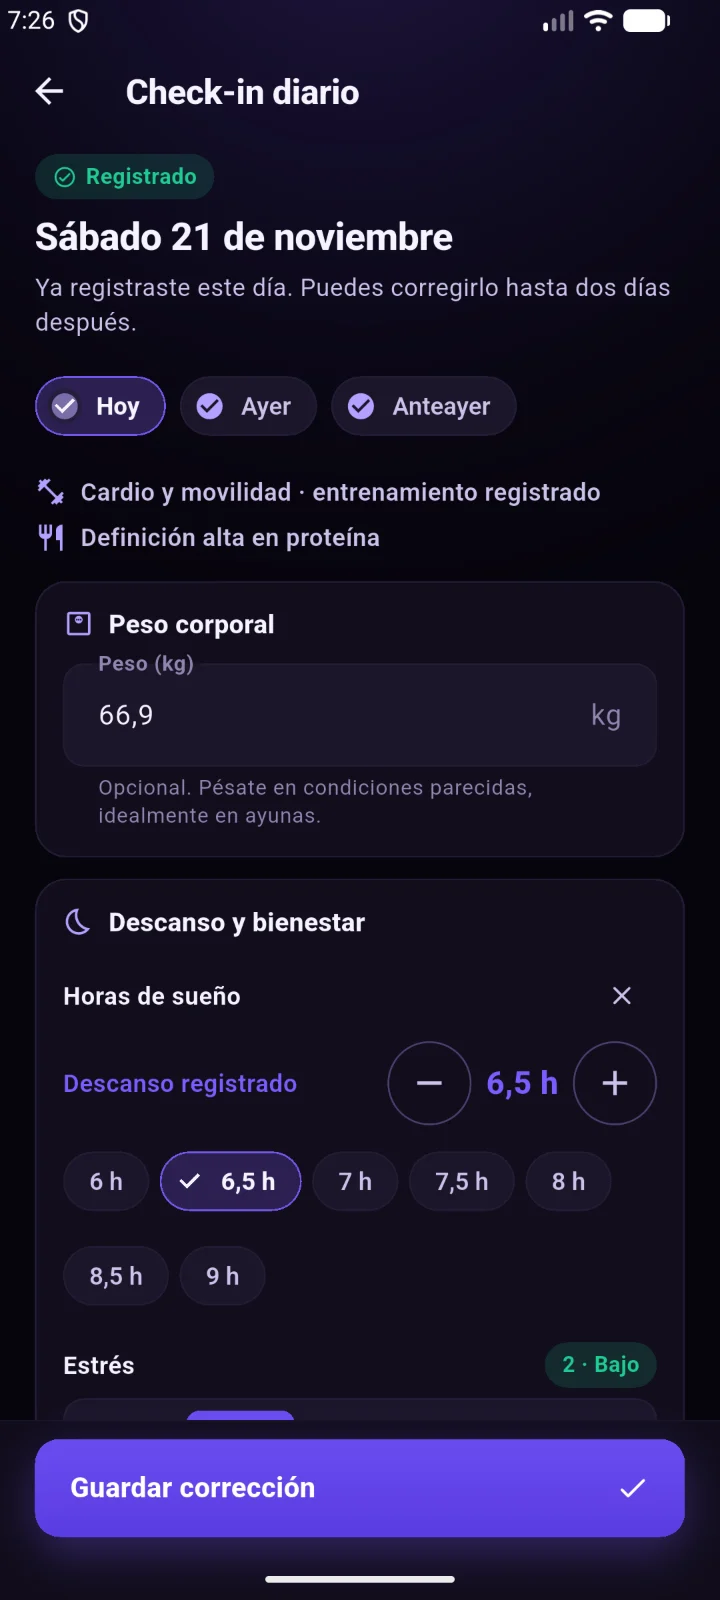 7:26
Check-in diario
Registrado
Sábado 21 de noviembre
Ya registraste este día. Puedes corregirlo hasta dos días
después.
Hoy
Ayer
Anteayer
Cardio y movilidad · entrenamiento registrado
Definición alta en proteína
Peso corporal
Peso (kg)
66,9 kg
Opcional. Pésate en condiciones parecidas,
idealmente en ayunas.
Descanso y bienestar
Horas de sueño
Descanso registrado
6,5 h
6 h
6,5 h
7 h
7,5 h
8 h
8,5 h
9 h
Estrés
2 · Bajo
Guardar corrección